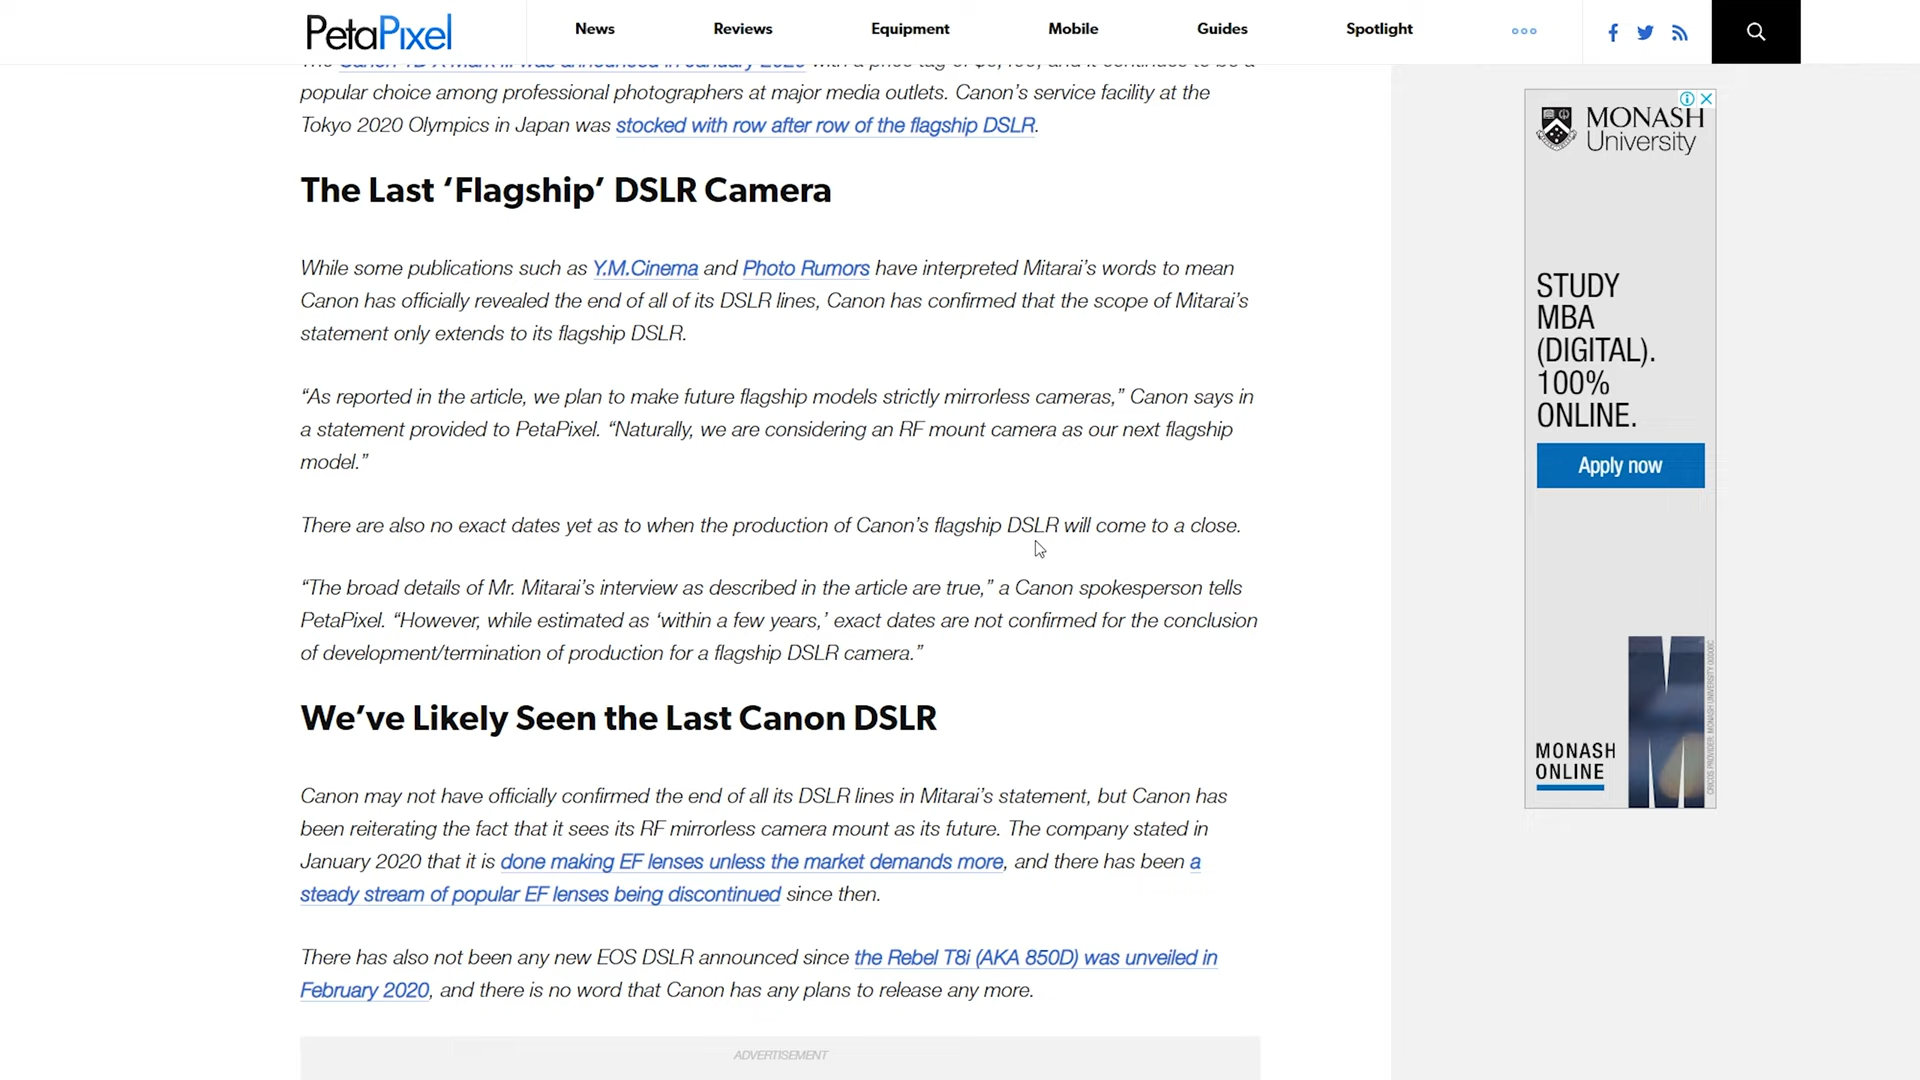 PetaPixel
News Reviews Equipment Mobile Guides Spotlight
popular choice among professional photographers at major media outlets. Canon’s service facility at the
Tokyo 2020 Olympics in Japan was stocked with row after row of the flagship DSLR.
The Last ‘Flagship’ DSLR Camera
While some publications such as Y.M.Cinema and Photo Rumors have interpreted Mitarai’s words to mean
Canon has officially revealed the end of all of its DSLR lines, Canon has confirmed that the scope of Mitarai’s
statement only extends to its flagship DSLR.
“As reported in the article, we plan to make future flagship models strictly mirrorless cameras,” Canon says in
a statement provided to PetaPixel. “Naturally, we are considering an RF mount camera as our next flagship
model.”
There are also no exact dates yet as to when the production of Canon’s flagship DSLR will come to a close.
“The broad details of Mr. Mitarai’s interview as described in the article are true,” a Canon spokesperson tells
PetaPixel. “However, while estimated as ‘within a few years,’ exact dates are not confirmed for the conclusion
of development/termination of production for a flagship DSLR camera.”
We’ve Likely Seen the Last Canon DSLR
Canon may not have officially confirmed the end of all its DSLR lines in Mitarai’s statement, but Canon has
been reiterating the fact that it sees its RF mirrorless camera mount as its future. The company stated in
January 2020 that it is done making EF lenses unless the market demands more, and there has been a
steady stream of popular EF lenses being discontinued since then.
There has also not been any new EOS DSLR announced since the Rebel T8i (AKA 850D) was unveiled in
February 2020, and there is no word that Canon has any plans to release any more.
ADVERTISEMENT
MONASH
University
STUDY
MBA
(DIGITAL).
100%
ONLINE.
Apply now
MONASH
ONLINE